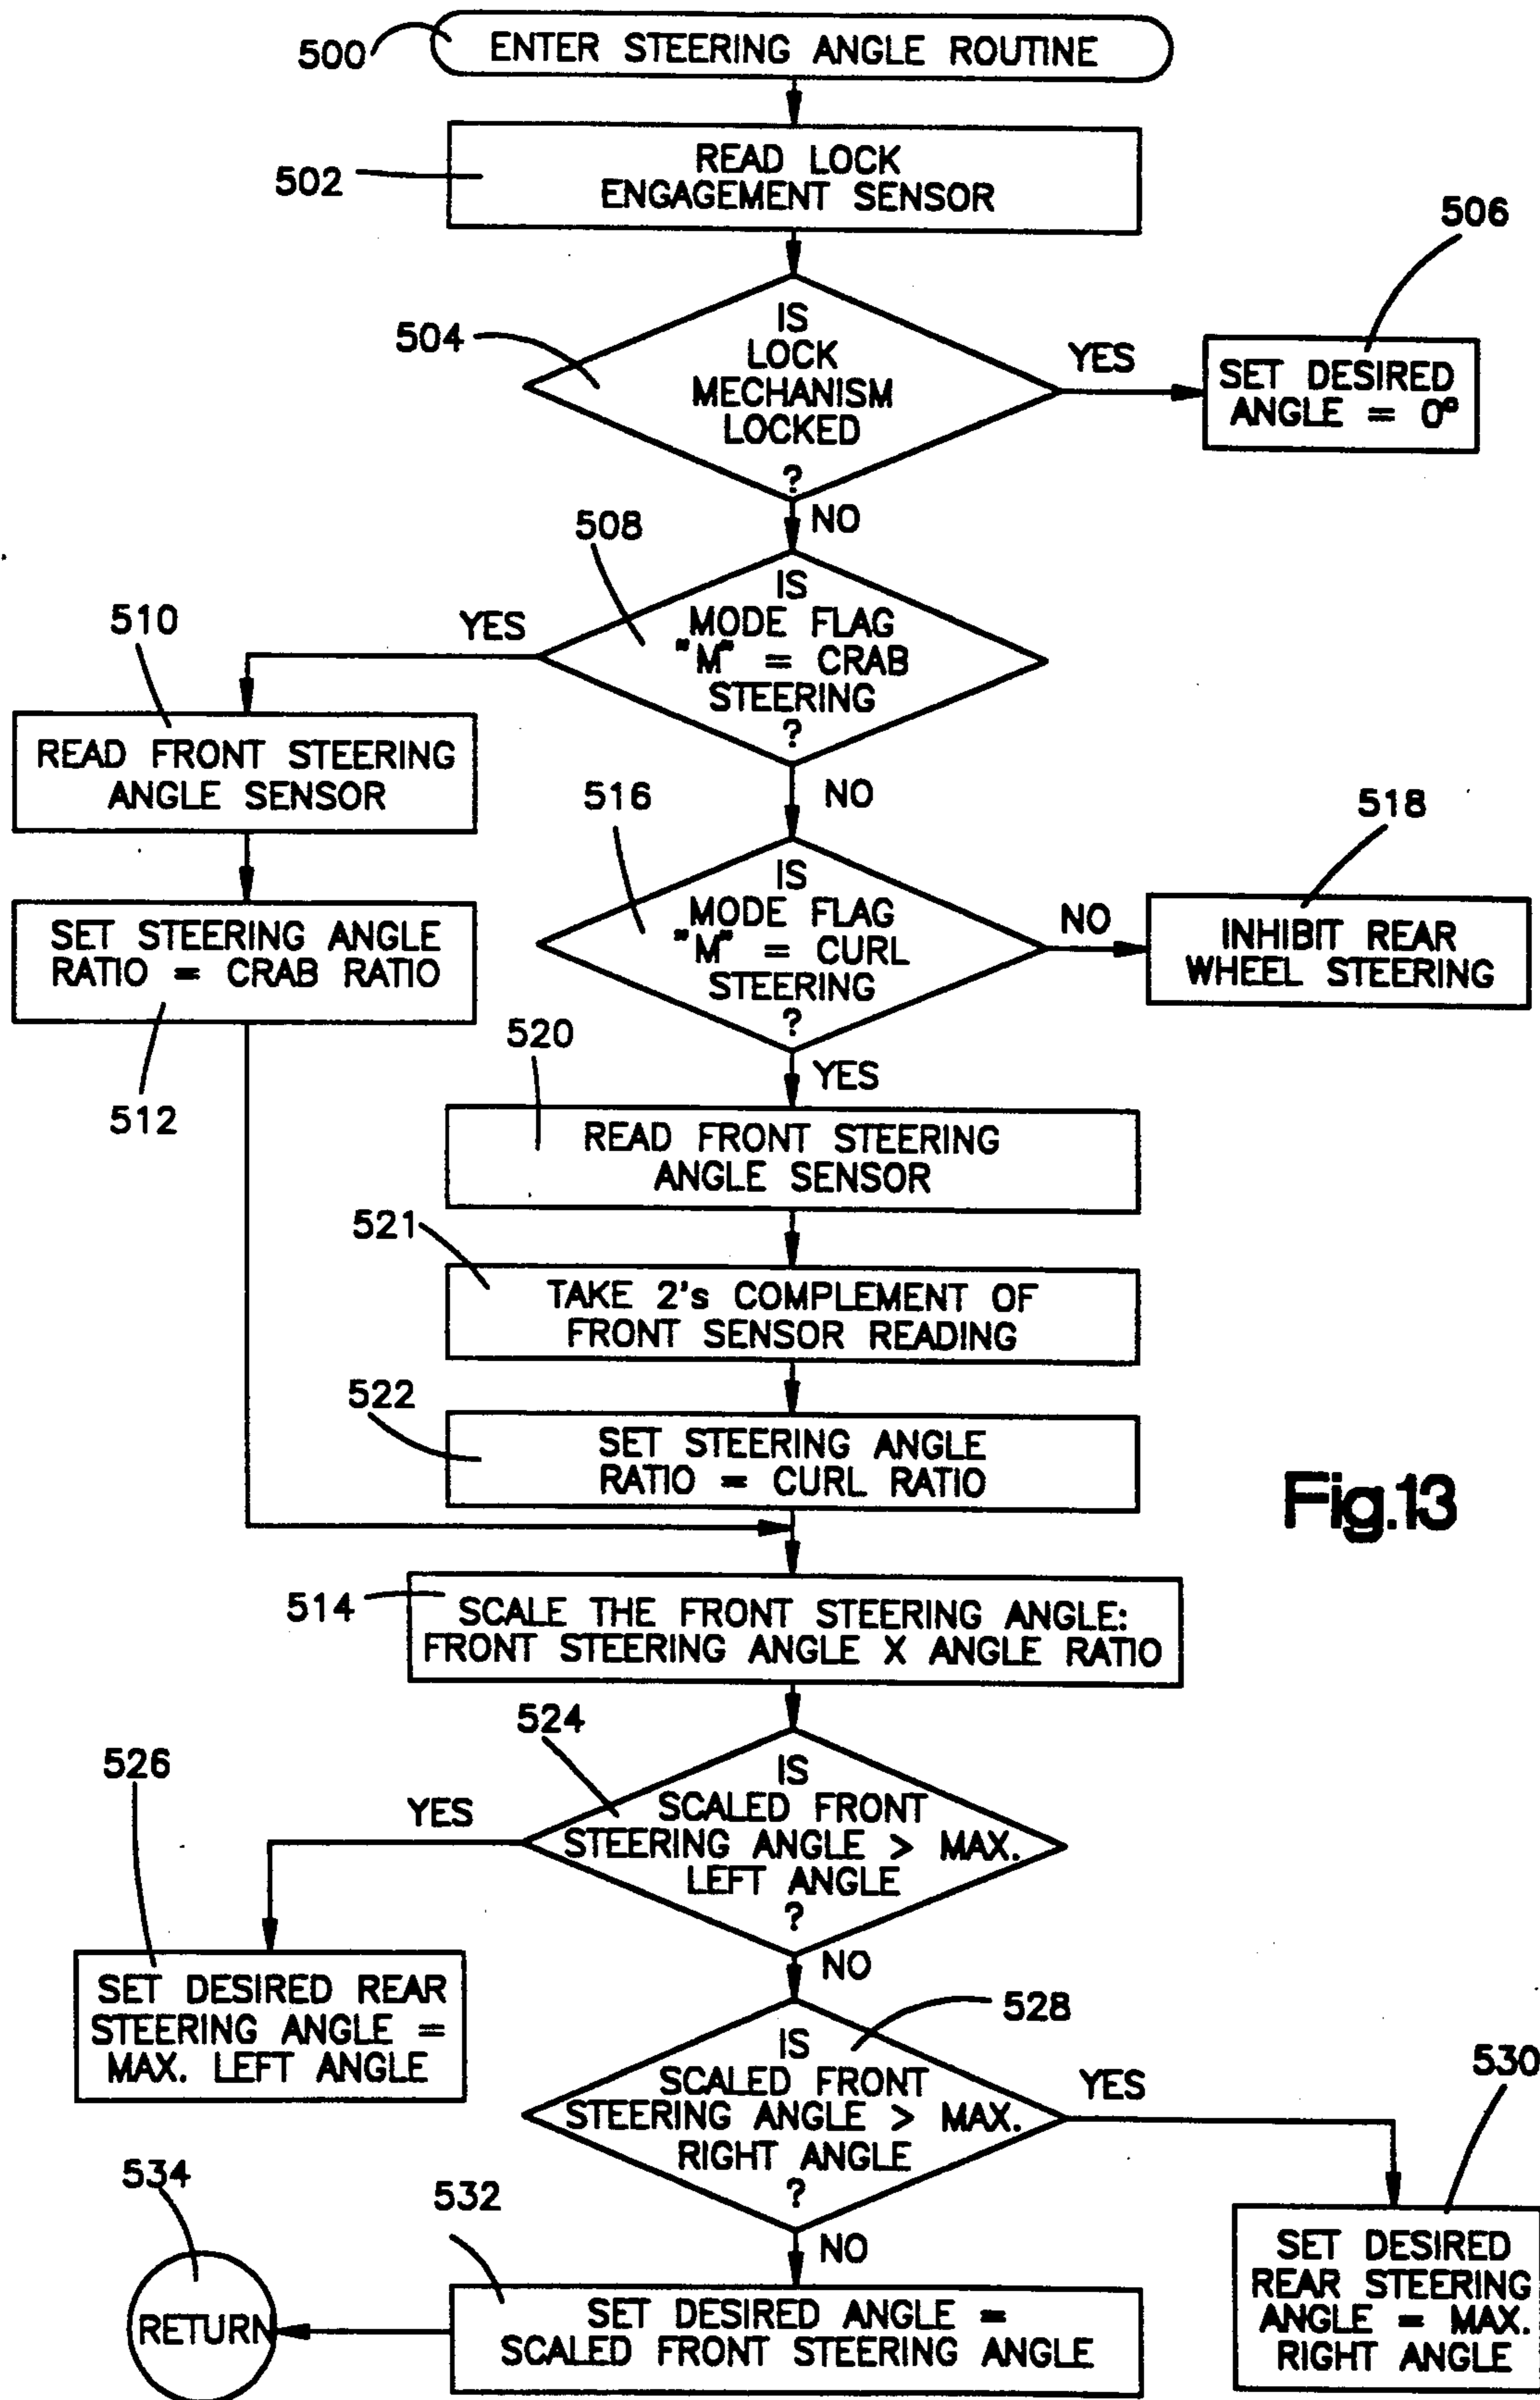 500
ENTER STEERING ANGLE ROUTINE
502
READ LOCK
ENGAGEMENT SENSOR
504
IS
LOCK
MECHANISM
LOCKED
?
YES
506
SET DESIRED
ANGLE = 0°
NO
508
IS
MODE FLAG
"M" = CRAB
STEERING
?
YES
510
READ FRONT STEERING
ANGLE SENSOR
SET STEERING ANGLE
RATIO = CRAB RATIO
512
NO
516
IS
MODE FLAG
"M" = CURL
STEERING
?
NO
518
INHIBIT REAR
WHEEL STEERING
YES
520
READ FRONT STEERING
ANGLE SENSOR
521
TAKE 2's COMPLEMENT OF
FRONT SENSOR READING
522
SET STEERING ANGLE
RATIO = CURL RATIO
Fig.13
514
SCALE THE FRONT STEERING ANGLE:
FRONT STEERING ANGLE X ANGLE RATIO
524
IS
SCALED FRONT
STEERING ANGLE > MAX.
LEFT ANGLE
?
YES
526
SET DESIRED REAR
STEERING ANGLE =
MAX. LEFT ANGLE
NO
528
IS
SCALED FRONT
STEERING ANGLE > MAX.
RIGHT ANGLE
?
YES
530
SET DESIRED
REAR STEERING
ANGLE = MAX.
RIGHT ANGLE
NO
532
SET DESIRED ANGLE =
SCALED FRONT STEERING ANGLE
534
RETURN